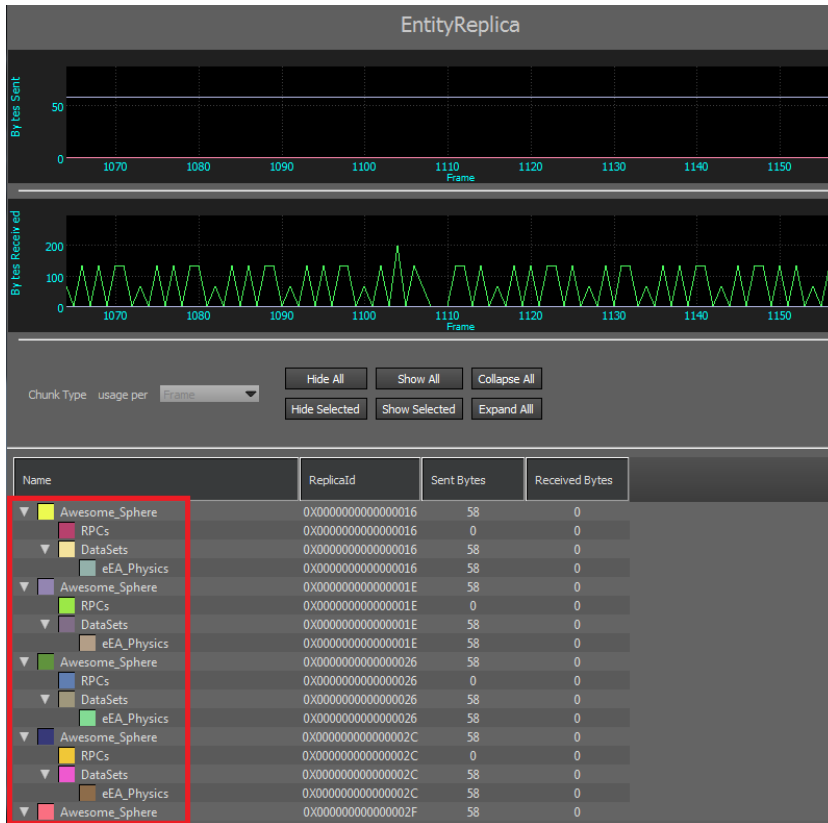 EntityReplica
Bytes Sent
50
0
1070 1080 1090 1100 1110 1120 1130 1140 1150
Frame
Bytes Received
200
100
0
1070 1080 1090 1100 1110 1120 1130 1140 1150
Frame
Hide All Show All Collapse All
Chunk Type usage per Frame
Hide Selected Show Selected Expand Alll
Name ReplicaId Sent Bytes Received Bytes
Awesome_Sphere 0X0000000000000016 58 0
RPCs 0X0000000000000016 0 0
DataSets 0X0000000000000016 58 0
eEA_Physics 0X0000000000000016 58 0
Awesome_Sphere 0X000000000000001E 58 0
RPCs 0X000000000000001E 0 0
DataSets 0X000000000000001E 58 0
eEA_Physics 0X000000000000001E 58 0
Awesome_Sphere 0X0000000000000026 58 0
RPCs 0X0000000000000026 0 0
DataSets 0X0000000000000026 58 0
eEA_Physics 0X0000000000000026 58 0
Awesome_Sphere 0X000000000000002C 58 0
RPCs 0X000000000000002C 0 0
DataSets 0X000000000000002C 58 0
eEA_Physics 0X000000000000002C 58 0
Awesome_Sphere 0X000000000000002F 58 0